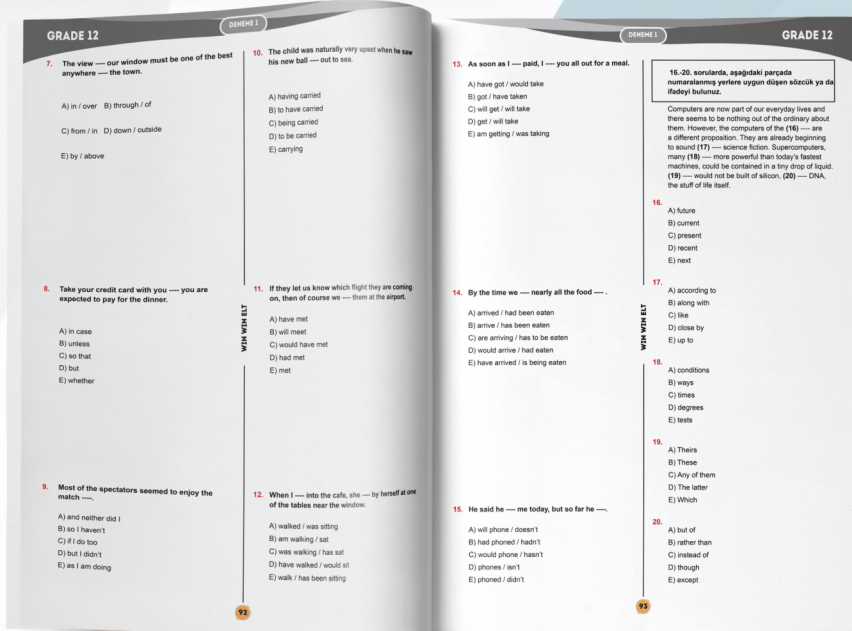 GRADE 12
DENEME 1
7. The view ---- our window must be one of the best
anywhere ---- the town.
A) in / over B) through / of
C) from / in D) down / outside
E) by / above
8. Take your credit card with you ---- you are
expected to pay for the dinner.
A) in case
B) unless
C) so that
D) but
E) whether
9. Most of the spectators seemed to enjoy the
match ----.
A) and neither did I
B) so I haven't
C) if I do too
D) but I didn't
E) as I am doing
WIN WIN ELT
10. The child was naturally very upset when he saw
his new ball ---- out to sea.
A) having carried
B) to have carried
C) being carried
D) to be carried
E) carrying
11. If they let us know which flight they are coming
on, then of course we ---- them at the airport.
A) have met
B) will meet
C) would have met
D) had met
E) met
12. When I ---- into the cafe, she ---- by herself at one
of the tables near the window.
A) walked / was sitting
B) am walking / sat
C) was walking / has sat
D) have walked / would sit
E) walk / has been sitting
92
DENEME 1
GRADE 12
13. As soon as I ---- paid, I ---- you all out for a meal.
A) have got / would take
B) got / have taken
C) will get / will take
D) get / will take
E) am getting / was taking
14. By the time we ---- nearly all the food ---- .
A) arrived / had been eaten
B) arrive / has been eaten
C) are arriving / has to be eaten
D) would arrive / had eaten
E) have arrived / is being eaten
15. He said he ---- me today, but so far he ----.
A) will phone / doesn't
B) had phoned / hadn't
C) would phone / hasn't
D) phones / isn't
E) phoned / didn't
WIN WIN ELT
16.-20. sorularda, aşağıdaki parçada
numaralanmış yerlere uygun düşen sözcük ya da
ifadeyi bulunuz.
Computers are now part of our everyday lives and
there seems to be nothing out of the ordinary about
them. However, the computers of the (16) ---- are
a different proposition. They are already beginning
to sound (17) ---- science fiction. Supercomputers,
many (18) ---- more powerful than today's fastest
machines, could be contained in a tiny drop of liquid.
(19) ---- would not be built of silicon, (20) ---- DNA,
the stuff of life itself.
16.
A) future
B) current
C) present
D) recent
E) next
17.
A) according to
B) along with
C) like
D) close by
E) up to
18.
A) conditions
B) ways
C) times
D) degrees
E) tests
19.
A) Theirs
B) These
C) Any of them
D) The latter
E) Which
20.
A) but of
B) rather than
C) instead of
D) though
E) except
93